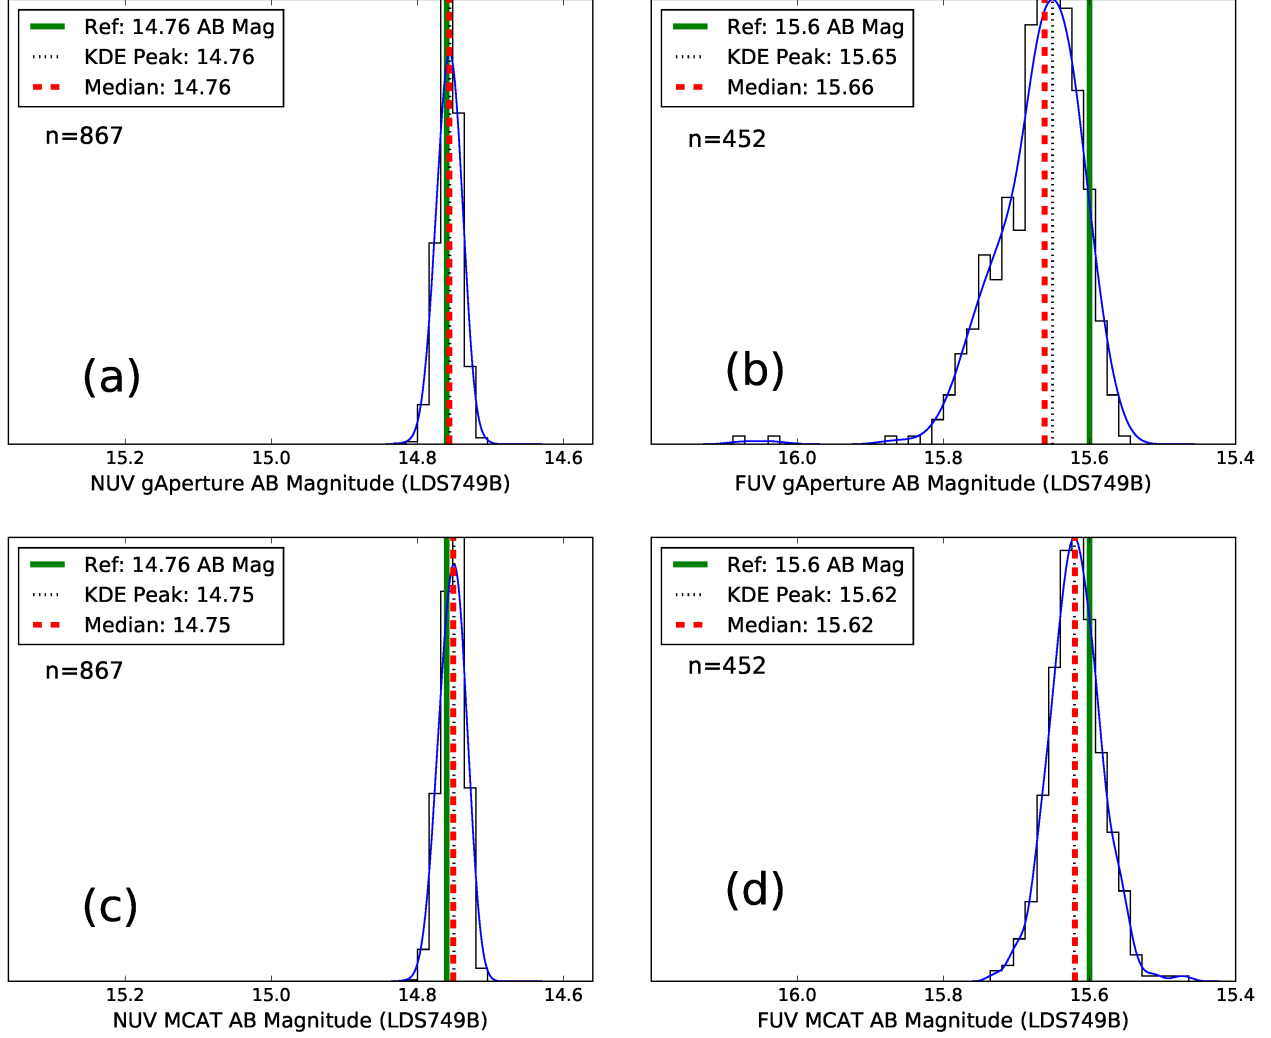 Ref: 14.76 AB Mag
KDE Peak: 14.76
Median: 14.76
n=867
(a)
15.2 15.0 14.8 14.6
NUV gAperture AB Magnitude (LDS749B)
Ref: 15.6 AB Mag
KDE Peak: 15.65
Median: 15.66
n=452
(b)
16.0 15.8 15.6 15.4
FUV gAperture AB Magnitude (LDS749B)
Ref: 14.76 AB Mag
KDE Peak: 14.75
Median: 14.75
n=867
(c)
15.2 15.0 14.8 14.6
NUV MCAT AB Magnitude (LDS749B)
Ref: 15.6 AB Mag
KDE Peak: 15.62
Median: 15.62
n=452
(d)
16.0 15.8 15.6 15.4
FUV MCAT AB Magnitude (LDS749B)